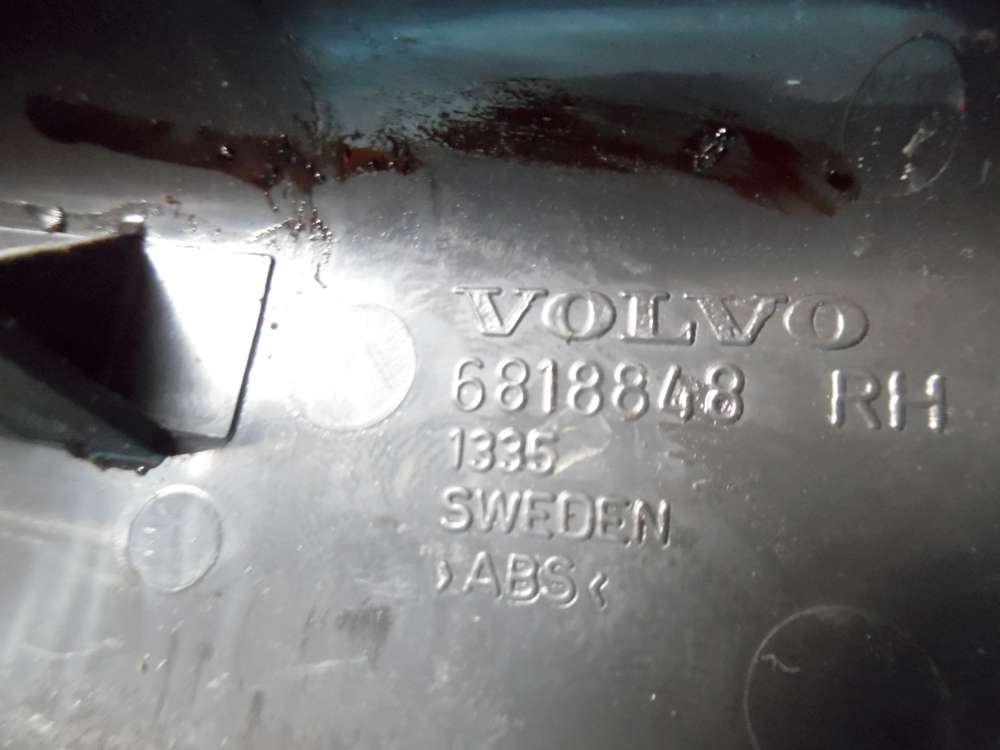 VOLVO
6818848 RH
1335
SWEDEN
>ABS<